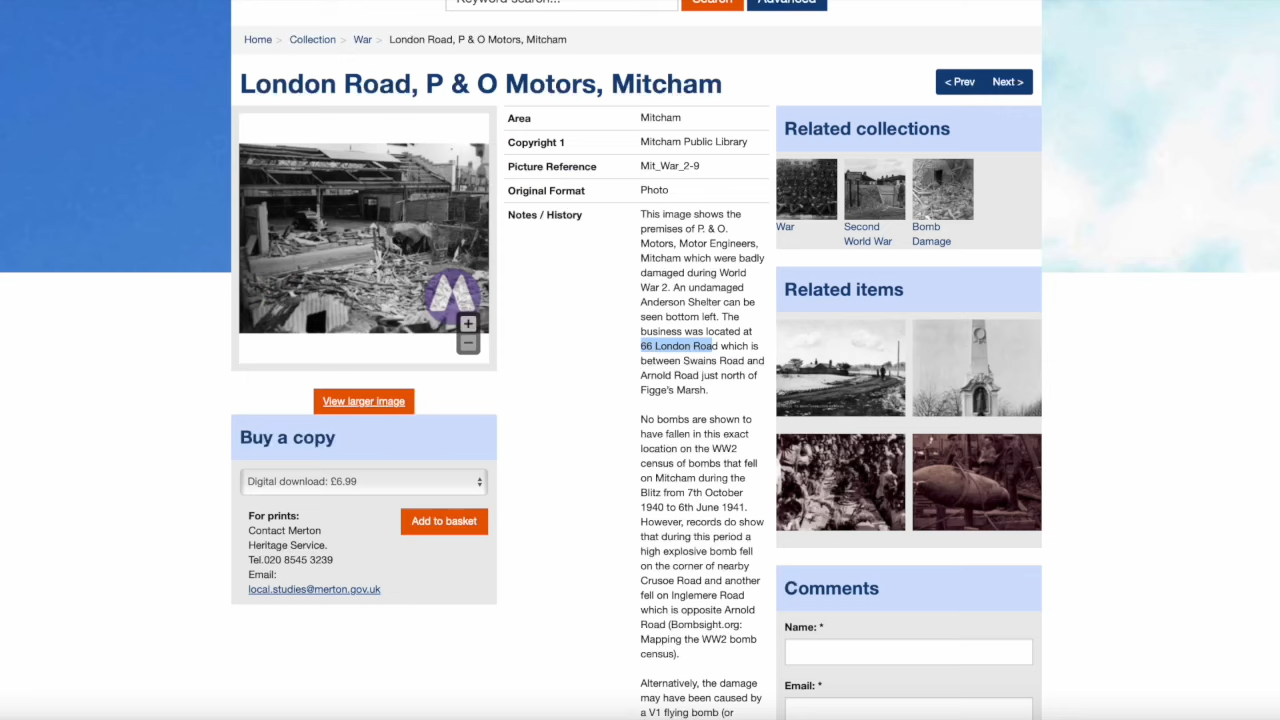 Keyword search...
Search
Advanced
Home > Collection > War > London Road, P & O Motors, Mitcham
London Road, P & O Motors, Mitcham
< Prev Next >
Area Mitcham
Copyright 1 Mitcham Public Library
Picture Reference Mit_War_2-9
Original Format Photo
Notes / History
This image shows the
premises of P. & O.
Motors, Motor Engineers,
Mitcham which were badly
damaged during World
War 2. An undamaged
Anderson Shelter can be
seen bottom left. The
business was located at
66 London Road which is
between Swains Road and
Arnold Road just north of
Figge's Marsh.
No bombs are shown to
have fallen in this exact
location on the WW2
census of bombs that fell
on Mitcham during the
Blitz from 7th October
1940 to 6th June 1941.
However, records do show
that during this period a
high explosive bomb fell
on the corner of nearby
Crusoe Road and another
fell on Inglemere Road
which is opposite Arnold
Road (Bombsight.org:
Mapping the WW2 bomb
census).
Alternatively, the damage
may have been caused by
a V1 flying bomb (or
M
+
−
View larger image
Buy a copy
Digital download: £6.99
For prints:
Contact Merton
Heritage Service.
Tel.020 8545 3239
Email:
local.studies@merton.gov.uk
Add to basket
Related collections
War
Second
World War
Bomb
Damage
Related items
Comments
Name: *
Email: *